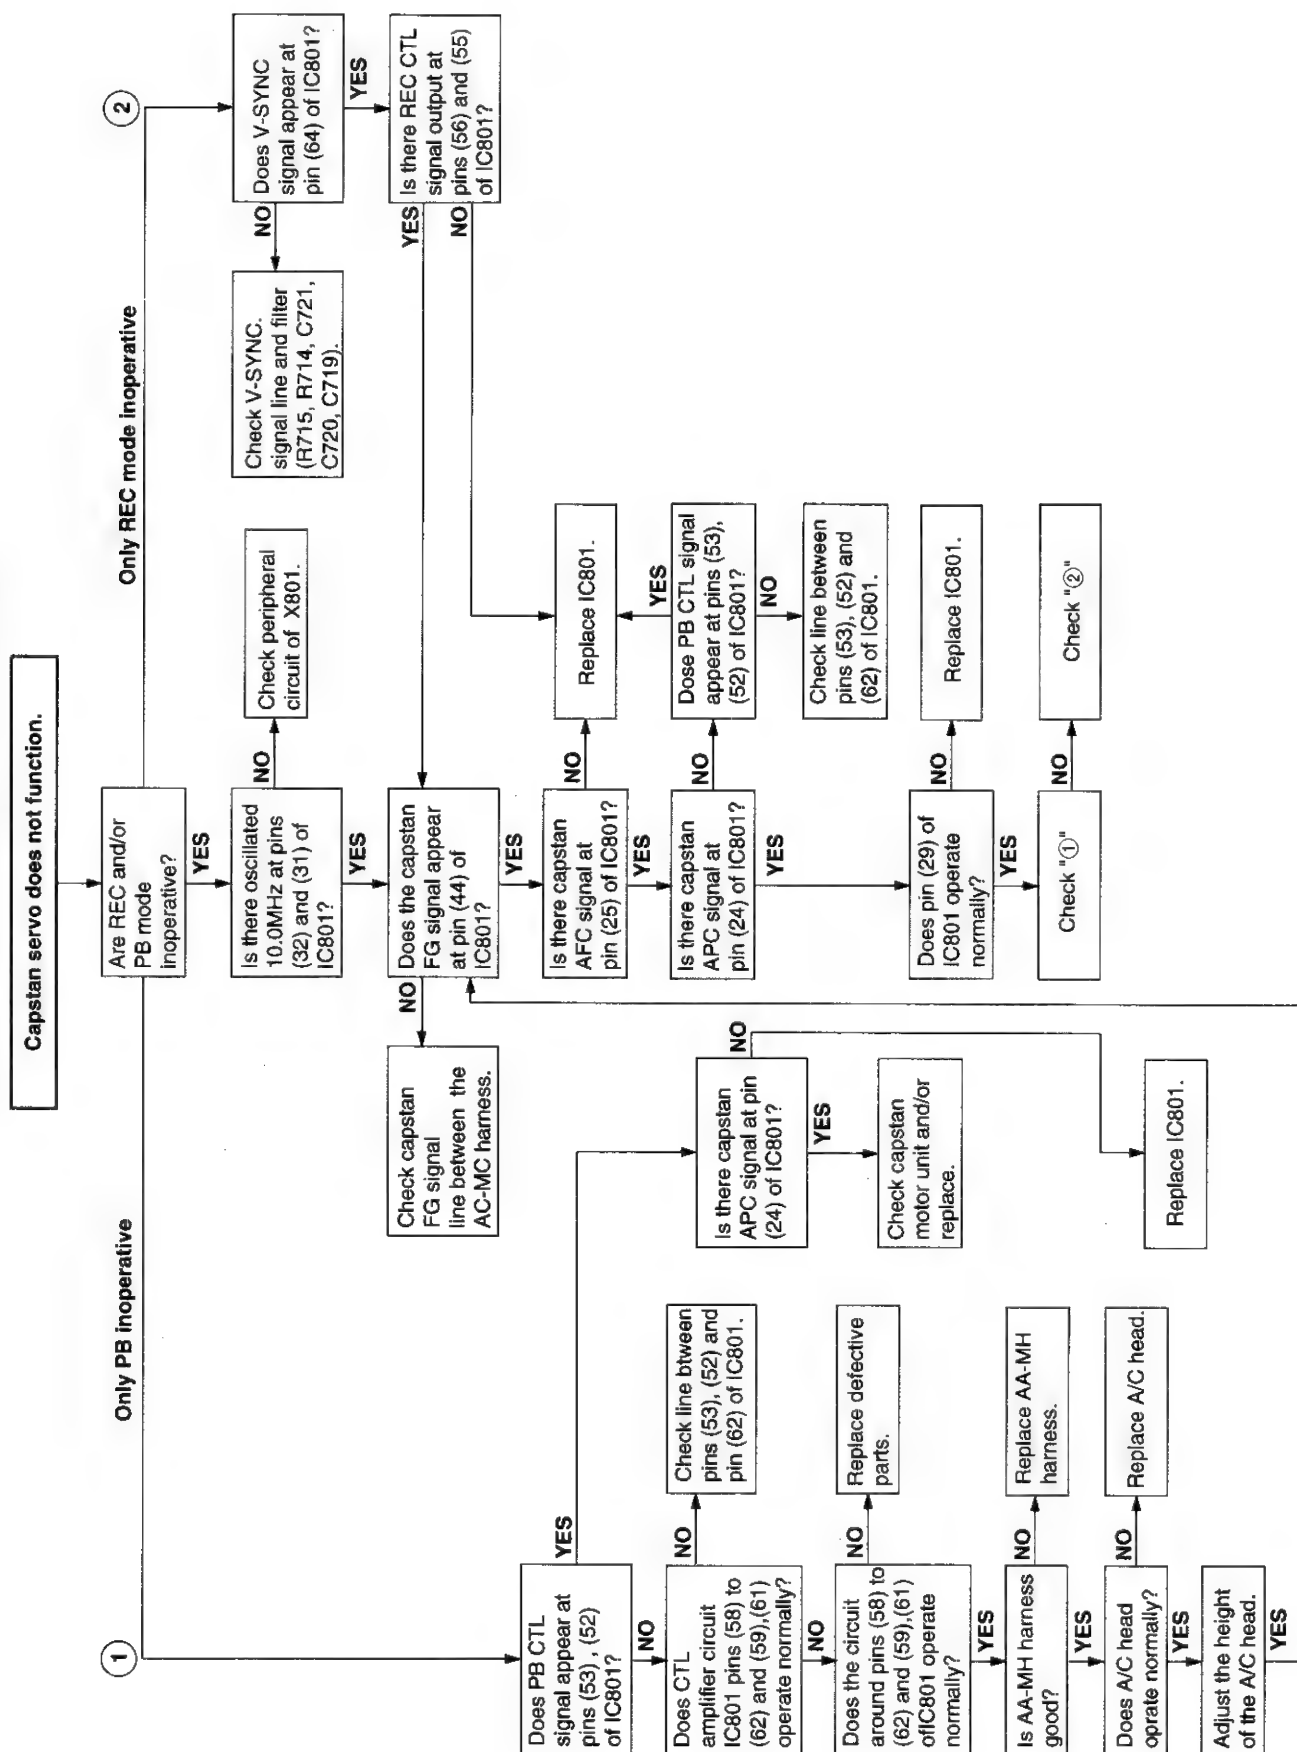 Capstan servo does not function.
Only PB inoperative
Only REC mode inoperative
1
2
Are REC and/or
PB mode
inoperative?
YES
Is there oscillated
10.0MHz at pins
(32) and (31) of
IC801?
NO
Check peripheral
circuit of X801.
YES
Does the capstan
FG signal appear
at pin (44) of
IC801?
NO
Check capstan
FG signal
line between the
AC-MC harness.
YES
Is there capstan
AFC signal at
pin (25) of IC801?
NO
Replace IC801.
YES
Is there capstan
APC signal at
pin (24) of IC801?
NO
Dose PB CTL signal
appear at pins (53),
(52) of IC801?
YES
NO
Check line between
pins (53), (52) and
(62) of IC801.
YES
Does pin (29) of
IC801 operate
normally?
NO
Replace IC801.
YES
Check "①"
NO
Check "②"
Does V-SYNC
signal appear at
pin (64) of IC801?
NO
Check V-SYNC.
signal line and filter
(R715, R714, C721,
C720, C719).
YES
Is there REC CTL
signal output at
pins (56) and (55)
of IC801?
YES
NO
Does PB CTL
signal appear at
pins (53) , (52)
of IC801?
YES
Is there capstan
APC signal at pin
(24) of IC801?
NO
YES
Check capstan
motor unit and/or
replace.
Replace IC801.
NO
Does CTL
amplifier circuit
IC801 pins (58) to
(62) and (59),(61)
operate normally?
NO
Check line btween
pins (53), (52) and
pin (62) of IC801.
NO
Does the circuit
around pins (58) to
(62) and (59),(61)
ofIC801 operate
normally?
NO
Replace defective
parts.
YES
Is AA-MH harness
good?
NO
Replace AA-MH
harness.
YES
Does A/C head
oprate normally?
NO
Replace A/C head.
YES
Adjust the height
of the A/C head.
YES